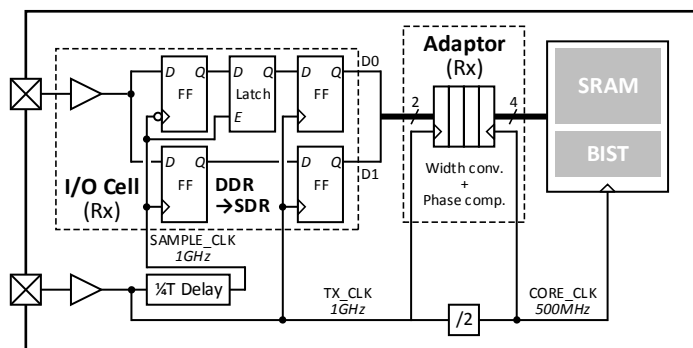 D Q
FF
D Q
Latch
E
D Q
FF
D0
Adaptor
(Rx)
2
4
SRAM
BIST
D Q
FF
DDR
→SDR
D Q
FF
D1
I/O Cell
(Rx)
Width conv.
+
Phase comp.
SAMPLE_CLK
1GHz
¼T Delay
TX_CLK
1GHz
/2
CORE_CLK
500MHz